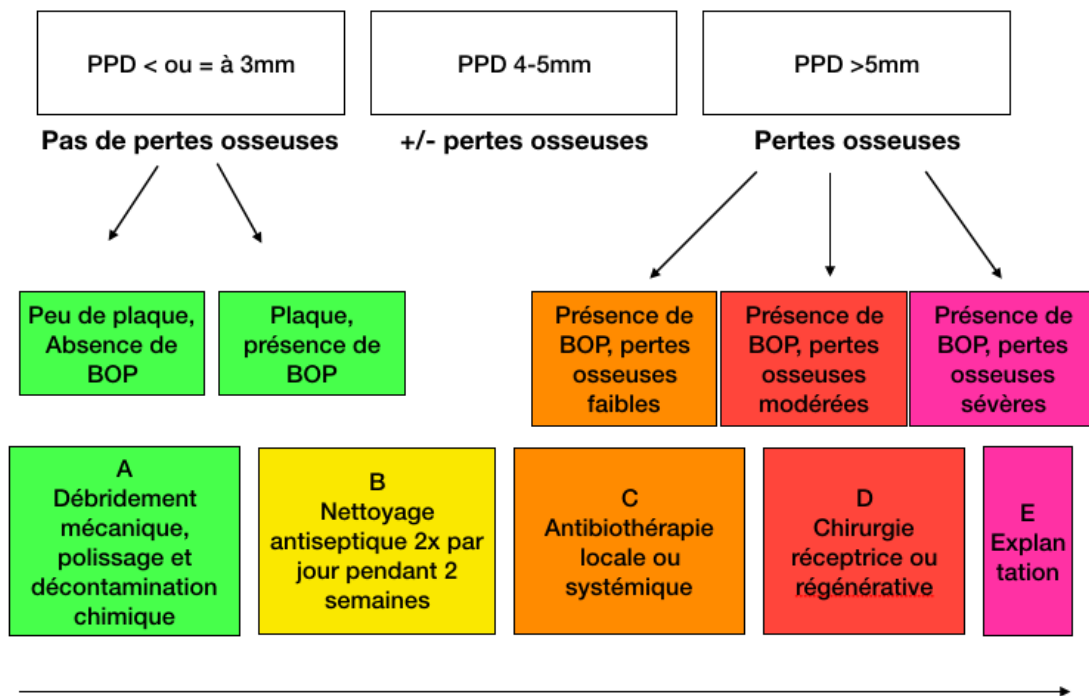 PPD < ou = à 3mm
PPD 4-5mm
PPD >5mm
Pas de pertes osseuses
+/- pertes osseuses
Pertes osseuses
Peu de plaque,
Absence de
BOP
Plaque,
présence de
BOP
Présence de
BOP, pertes
osseuses
faibles
Présence de
BOP, pertes
osseuses
modérées
Présence de
BOP, pertes
osseuses
sévères
A
Débridement
mécanique,
polissage et
décontamination
chimique
B
Nettoyage
antiseptique 2x par
jour pendant 2
semaines
C
Antibiothérapie
locale ou
systémique
D
Chirurgie
réceptrice ou
régénérative
E
Explan
tation